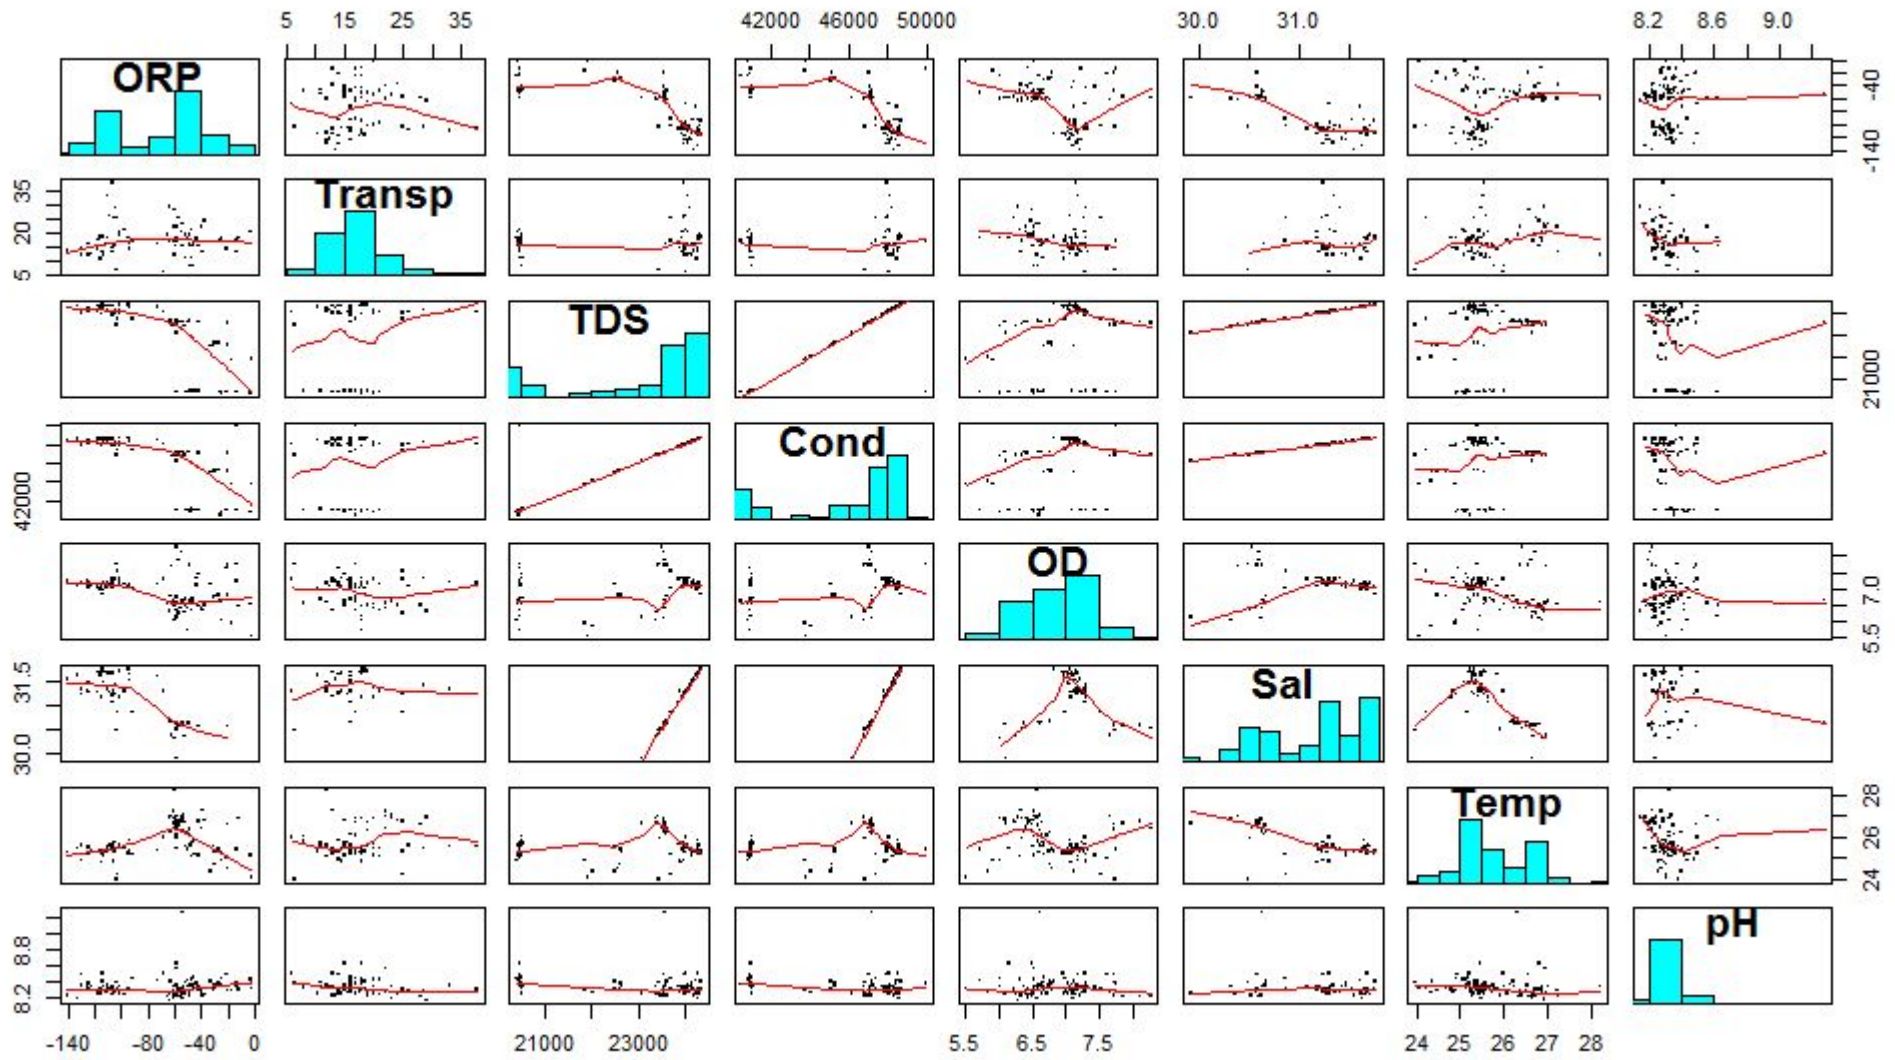 5 15 25 35 42000 46000 50000 30.0 31.0 8.2 8.6 9.0
ORP
-140 -40
Transp
5 20 35
TDS
21000
Cond
42000
OD
5.5 7.0
Sal
30.0 31.5
Temp
24 26 28
pH
8.2 8.8
-140 -80 -40 0 21000 23000 5.5 6.5 7.5 24 25 26 27 28